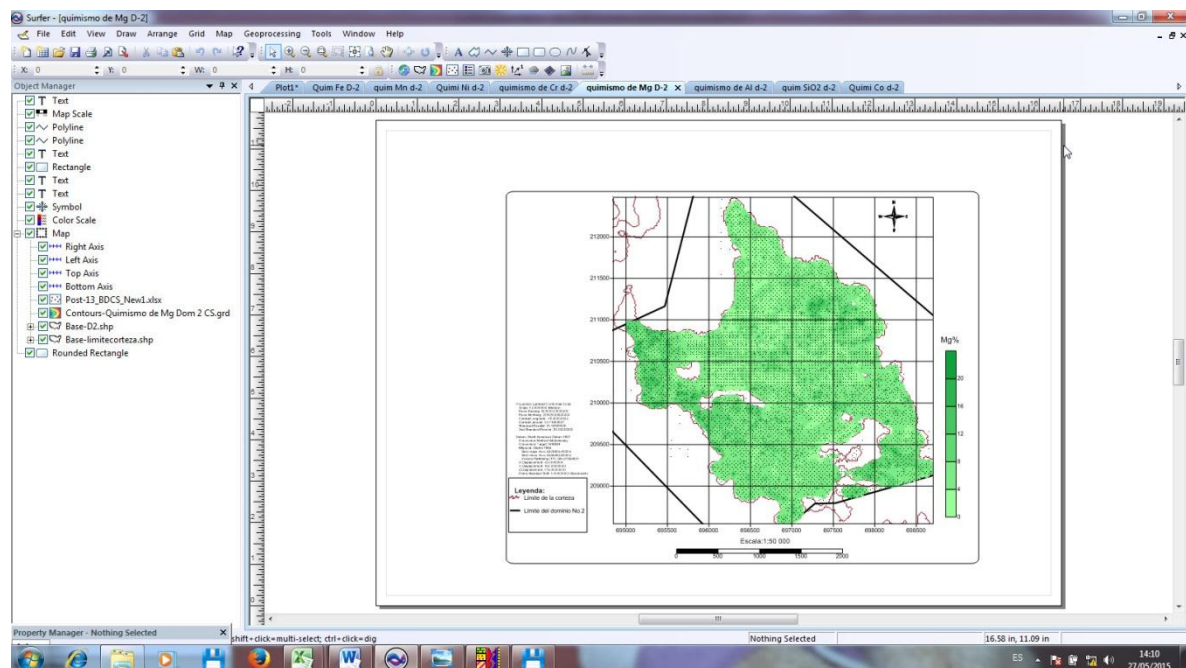 Surfer - [quimismo de Mg D-2]
File Edit View Draw Arrange Grid Map Geoprocessing Tools Window Help
X: 0 Y: 0 W: 0 H: 0
Object Manager
Plot1* Quim Fe D-2 quim Mn d-2 Quimi Ni d-2 quimismo de Cr d-2 quimismo de Mg D-2 quimismo de Al d-2 quim SiO2 d-2 Quimi Co d-2
Text
Map Scale
Polyline
Polyline
Text
Rectangle
Text
Text
Symbol
Color Scale
Map
Right Axis
Left Axis
Top Axis
Bottom Axis
Post-13_BDCS_New1.xlsx
Contours-Quimismo de Mg Dom 2 CS.grd
Base-D2.shp
Base-limitecorteza.shp
Rounded Rectangle
212000
211500
211000
210500
210000
209500
209000
695000 695500 696000 696500 697000 697500 698000 698500
Mg%
20
16
12
8
4
0
Leyenda:
Límite de la corteza
Límite del dominio No.2
Escala:1:50 000
0 500 1000 1500 2000
Property Manager - Nothing Selected
shift+click=multi-select; ctrl+click=dig
Nothing Selected
16.58 in, 11.09 in
ES
14:10
27/05/2015